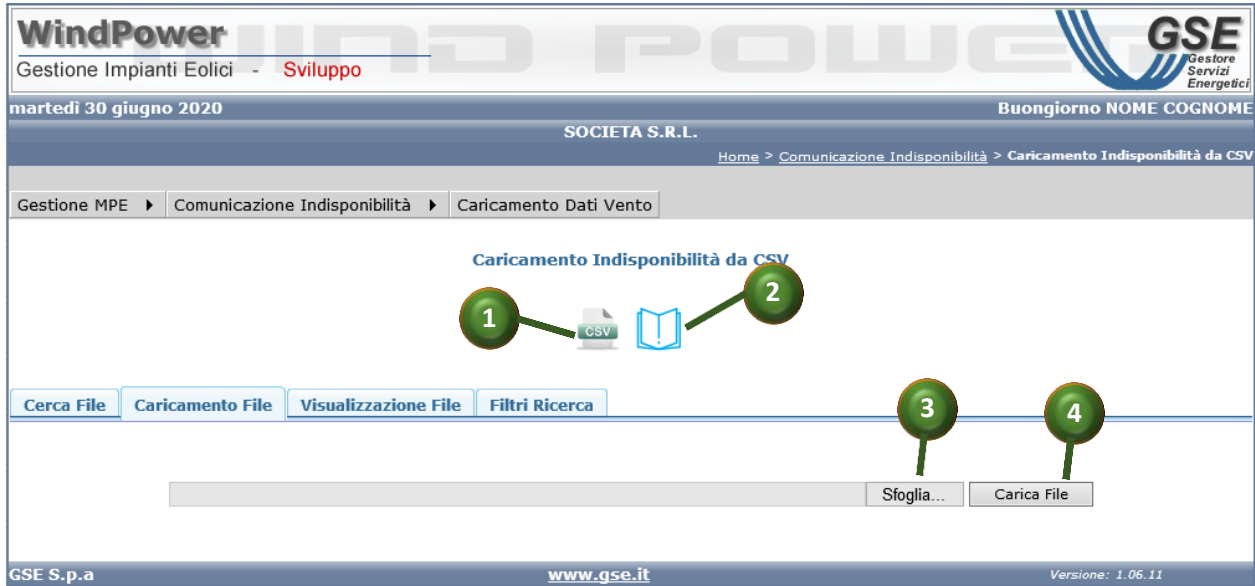 WindPower
WIND POWER
Gestione Impianti Eolici - Sviluppo
GSE
Gestore
Servizi
Energetici
martedì 30 giugno 2020 Buongiorno NOME COGNOME
SOCIETA S.R.L.
Home > Comunicazione Indisponibilità > Caricamento Indisponibilità da CSV
Gestione MPE Comunicazione Indisponibilità Caricamento Dati Vento
Caricamento Indisponibilità da CSV
1 CSV 2
Cerca File Caricamento File Visualizzazione File Filtri Ricerca
3 4
Sfoglia... Carica File
GSE S.p.a www.gse.it Versione: 1.06.11